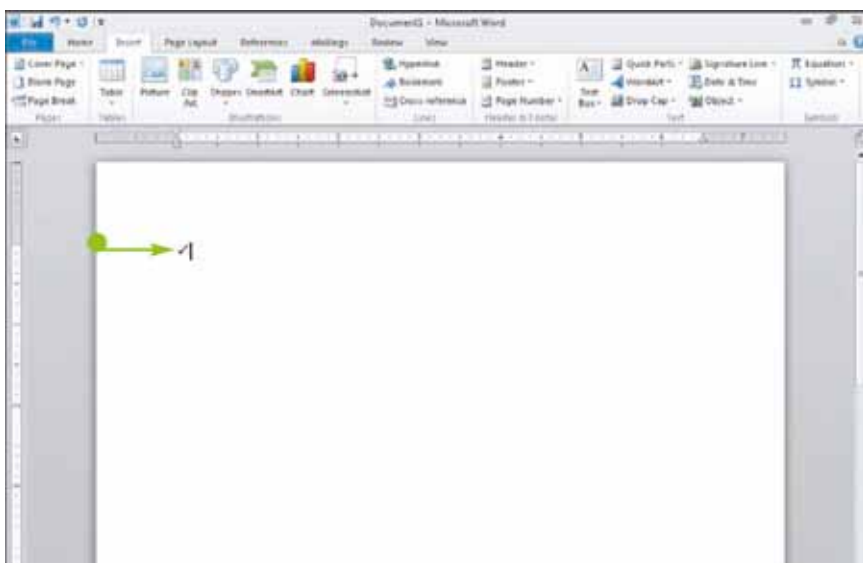 Document1 - Microsoft Word
File Home Insert Page Layout References Mailings Review View
Cover Page
Blank Page
Page Break
Pages
Table
Tables
Picture
Clip Art
Shapes
SmartArt
Chart
Screenshot
Illustrations
Hyperlink
Bookmark
Cross-reference
Links
Header
Footer
Page Number
Header & Footer
A
Text Box
Quick Parts
WordArt
Drop Cap
Signature Line
Date & Time
Object
Text
π Equation
Ω Symbol
Symbols
✓